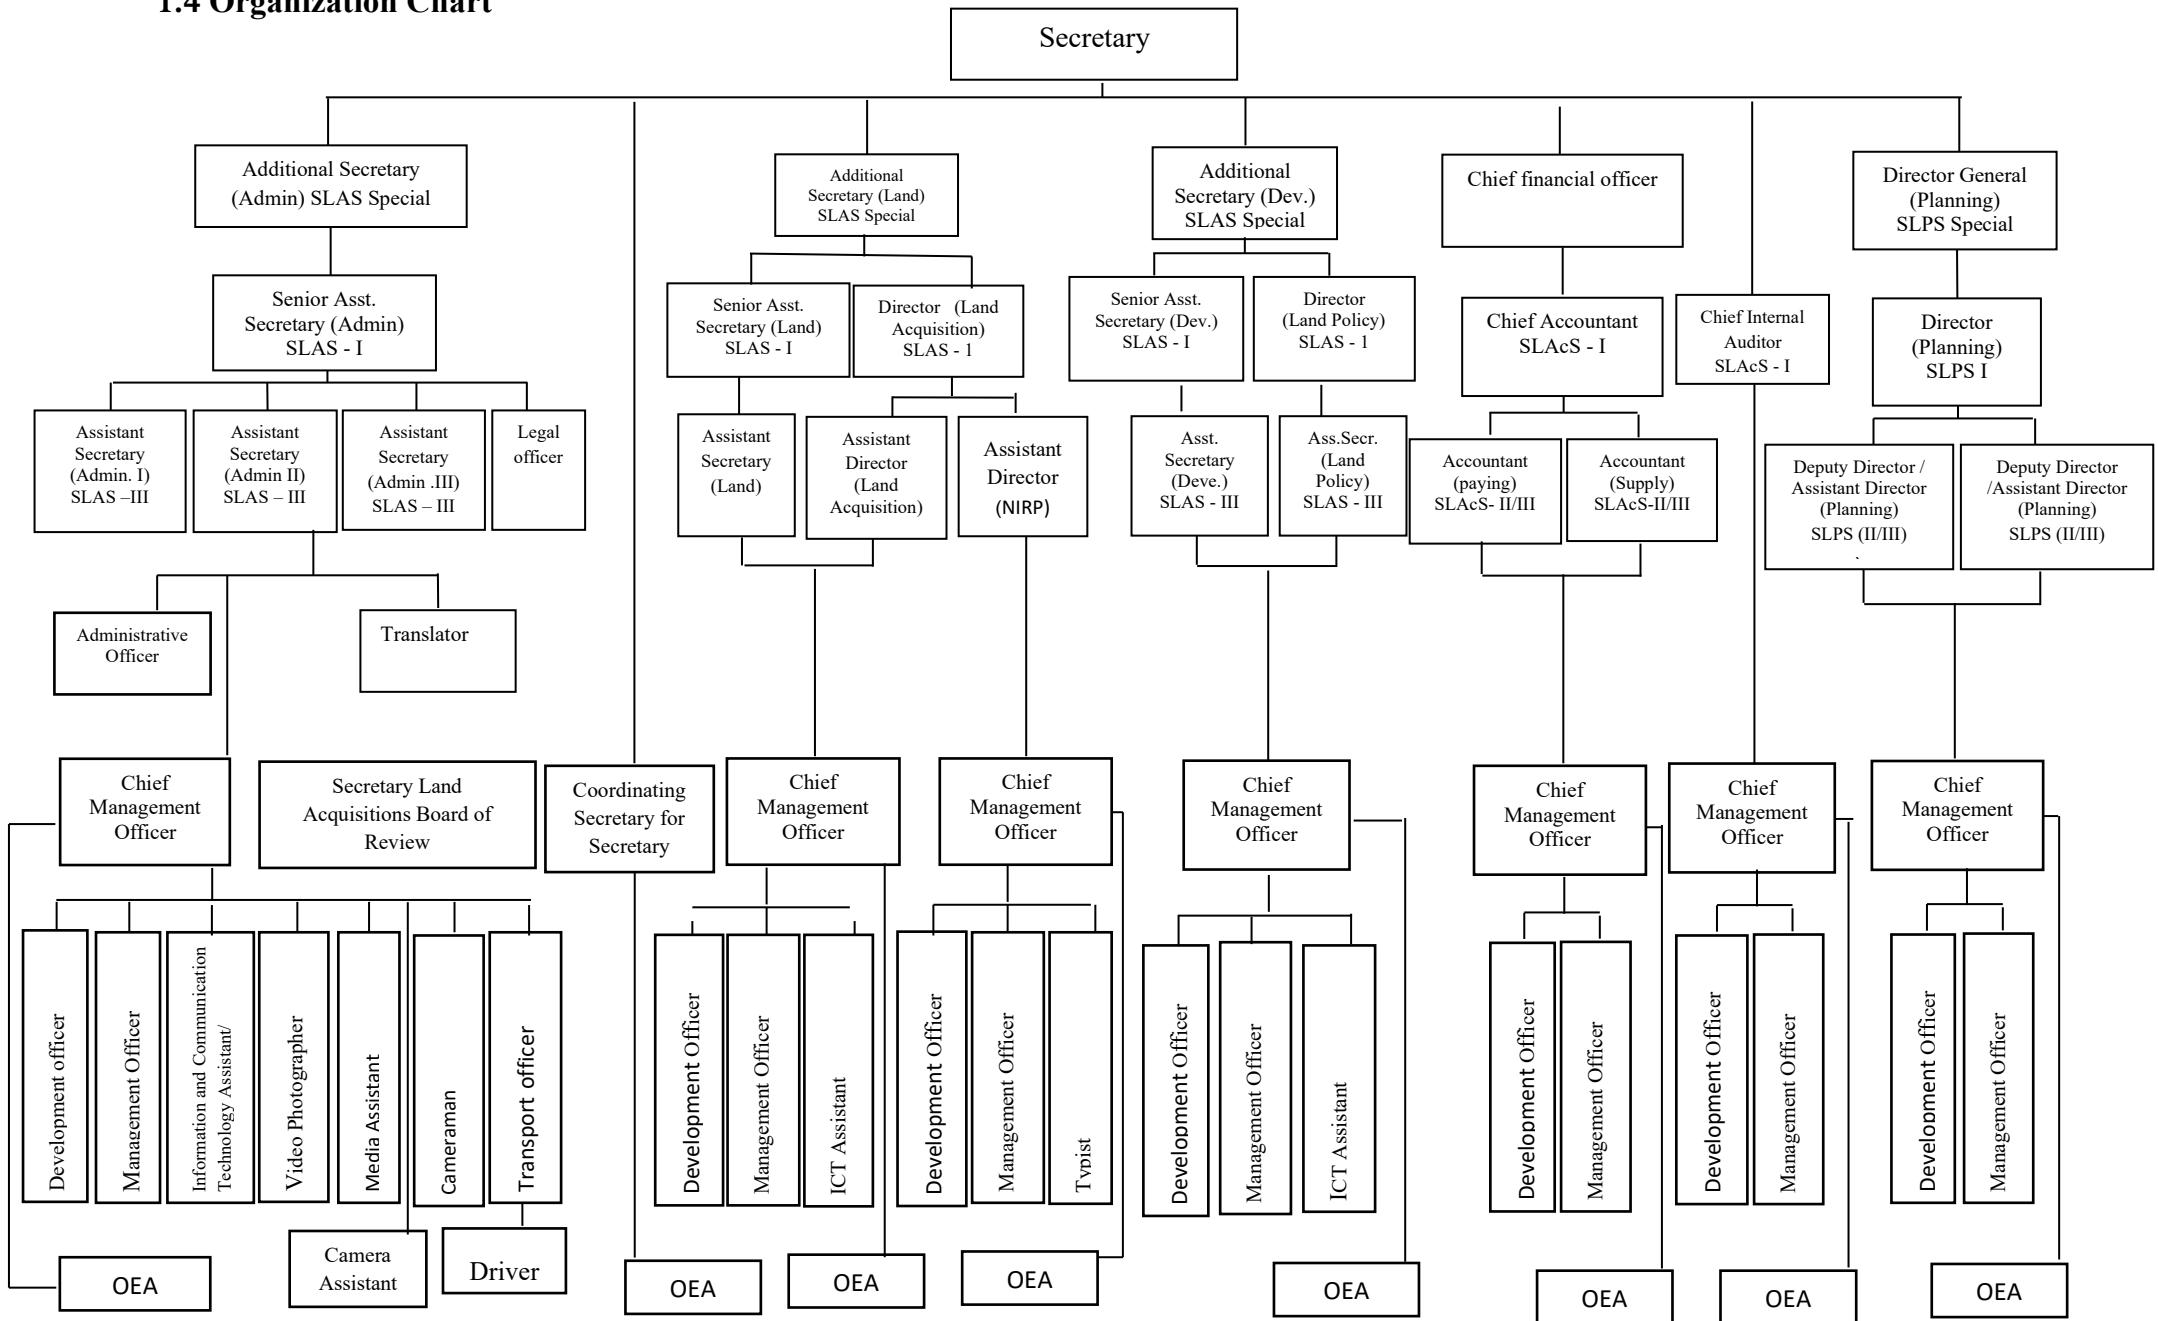 1.4 Organization Chart
Secretary
Additional Secretary
(Admin) SLAS Special
Additional
Secretary (Land)
SLAS Special
Additional
Secretary (Dev.)
SLAS Special
Chief financial officer
Director General
(Planning)
SLPS Special
Senior Asst.
Secretary (Admin)
SLAS - I
Senior Asst.
Secretary (Land)
SLAS - I
Director (Land
Acquisition)
SLAS - 1
Senior Asst.
Secretary (Dev.)
SLAS - I
Director
(Land Policy)
SLAS - 1
Chief Accountant
SLAcS - I
Chief Internal
Auditor
SLAcS - I
Director
(Planning)
SLPS I
Assistant
Secretary
(Admin. I)
SLAS –III
Assistant
Secretary
(Admin II)
SLAS – III
Assistant
Secretary
(Admin .III)
SLAS – III
Legal
officer
Assistant
Secretary
(Land)
Assistant
Director
(Land
Acquisition)
Assistant
Director
(NIRP)
Asst.
Secretary
(Deve.)
SLAS - III
Ass.Secr.
(Land
Policy)
SLAS - III
Accountant
(paying)
SLAcS- II/III
Accountant
(Supply)
SLAcS-II/III
Deputy Director /
Assistant Director
(Planning)
SLPS (II/III)
Deputy Director
/Assistant Director
(Planning)
SLPS (II/III)
Administrative
Officer
Translator
Chief
Management
Officer
Secretary Land
Acquisitions Board of
Review
Coordinating
Secretary for
Secretary
Chief
Management
Officer
Chief
Management
Officer
Chief
Management
Officer
Chief
Management
Officer
Chief
Management
Officer
Chief
Management
Officer
Development officer
Management Officer
Information and Communication
Technology Assistant/
Video Photographer
Media Assistant
Cameraman
Transport officer
Development Officer
Management Officer
ICT Assistant
Development Officer
Management Officer
Typist
Development Officer
Management Officer
ICT Assistant
Development Officer
Management Officer
Development Officer
Management Officer
Development Officer
Management Officer
OEA
Camera
Assistant
Driver
OEA
OEA
OEA
OEA
OEA
OEA
OEA